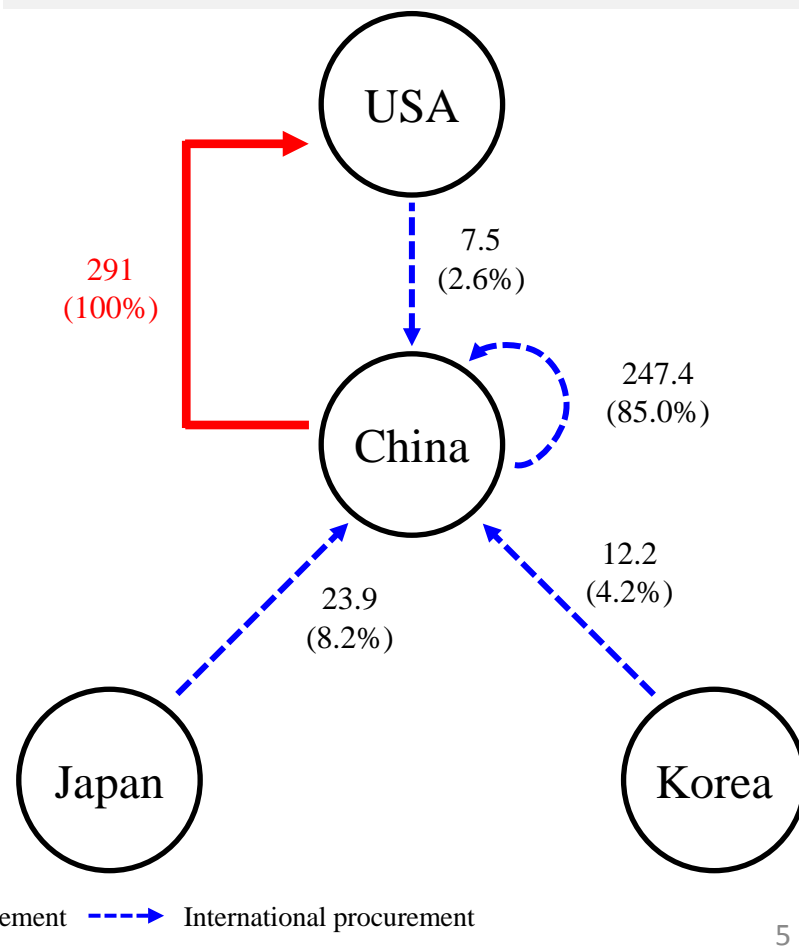 USA
7.5
(2.6%)
291
(100%)
247.4
(85.0%)
China
12.2
(4.2%)
23.9
(8.2%)
Japan
Korea
ement
International procurement
5